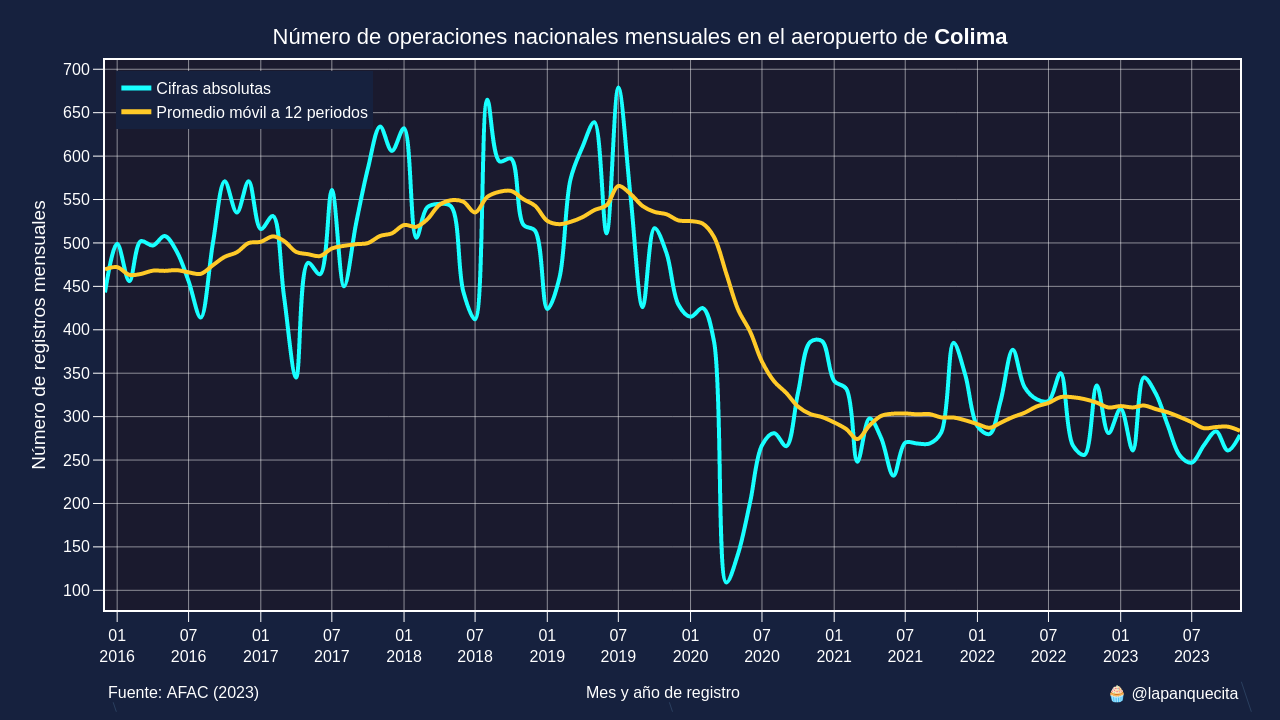 Número de operaciones nacionales mensuales en el aeropuerto de Colima
Cifras absolutas
Promedio móvil a 12 periodos
Número de registros mensuales
700
650
600
550
500
450
400
350
300
250
200
150
100
01 07 01 07 01 07 01 07 01 07 01 07 01 07 01 07
2016 2016 2017 2017 2018 2018 2019 2019 2020 2020 2021 2021 2022 2022 2023 2023
Fuente: AFAC (2023)
Mes y año de registro
🧁 @lapanquecita